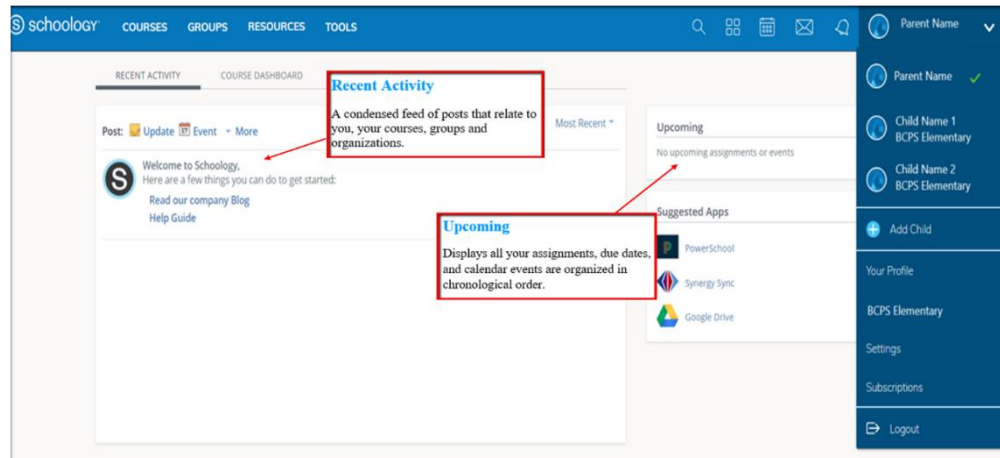 schoology COURSES GROUPS RESOURCES TOOLS
Parent Name
RECENT ACTIVITY COURSE DASHBOARD
Post: Update Event More
Most Recent
Welcome to Schoology,
Here are a few things you can do to get started:
Read our company Blog
Help Guide
Recent Activity
A condensed feed of posts that relate to
you, your courses, groups and
organizations.
Upcoming
No upcoming assignments or events
Upcoming
Displays all your assignments, due dates,
and calendar events are organized in
chronological order.
Suggested Apps
PowerSchool
Synergy Sync
Google Drive
Parent Name
Child Name 1
BCPS Elementary
Child Name 2
BCPS Elementary
Add Child
Your Profile
BCPS Elementary
Settings
Subscriptions
Logout